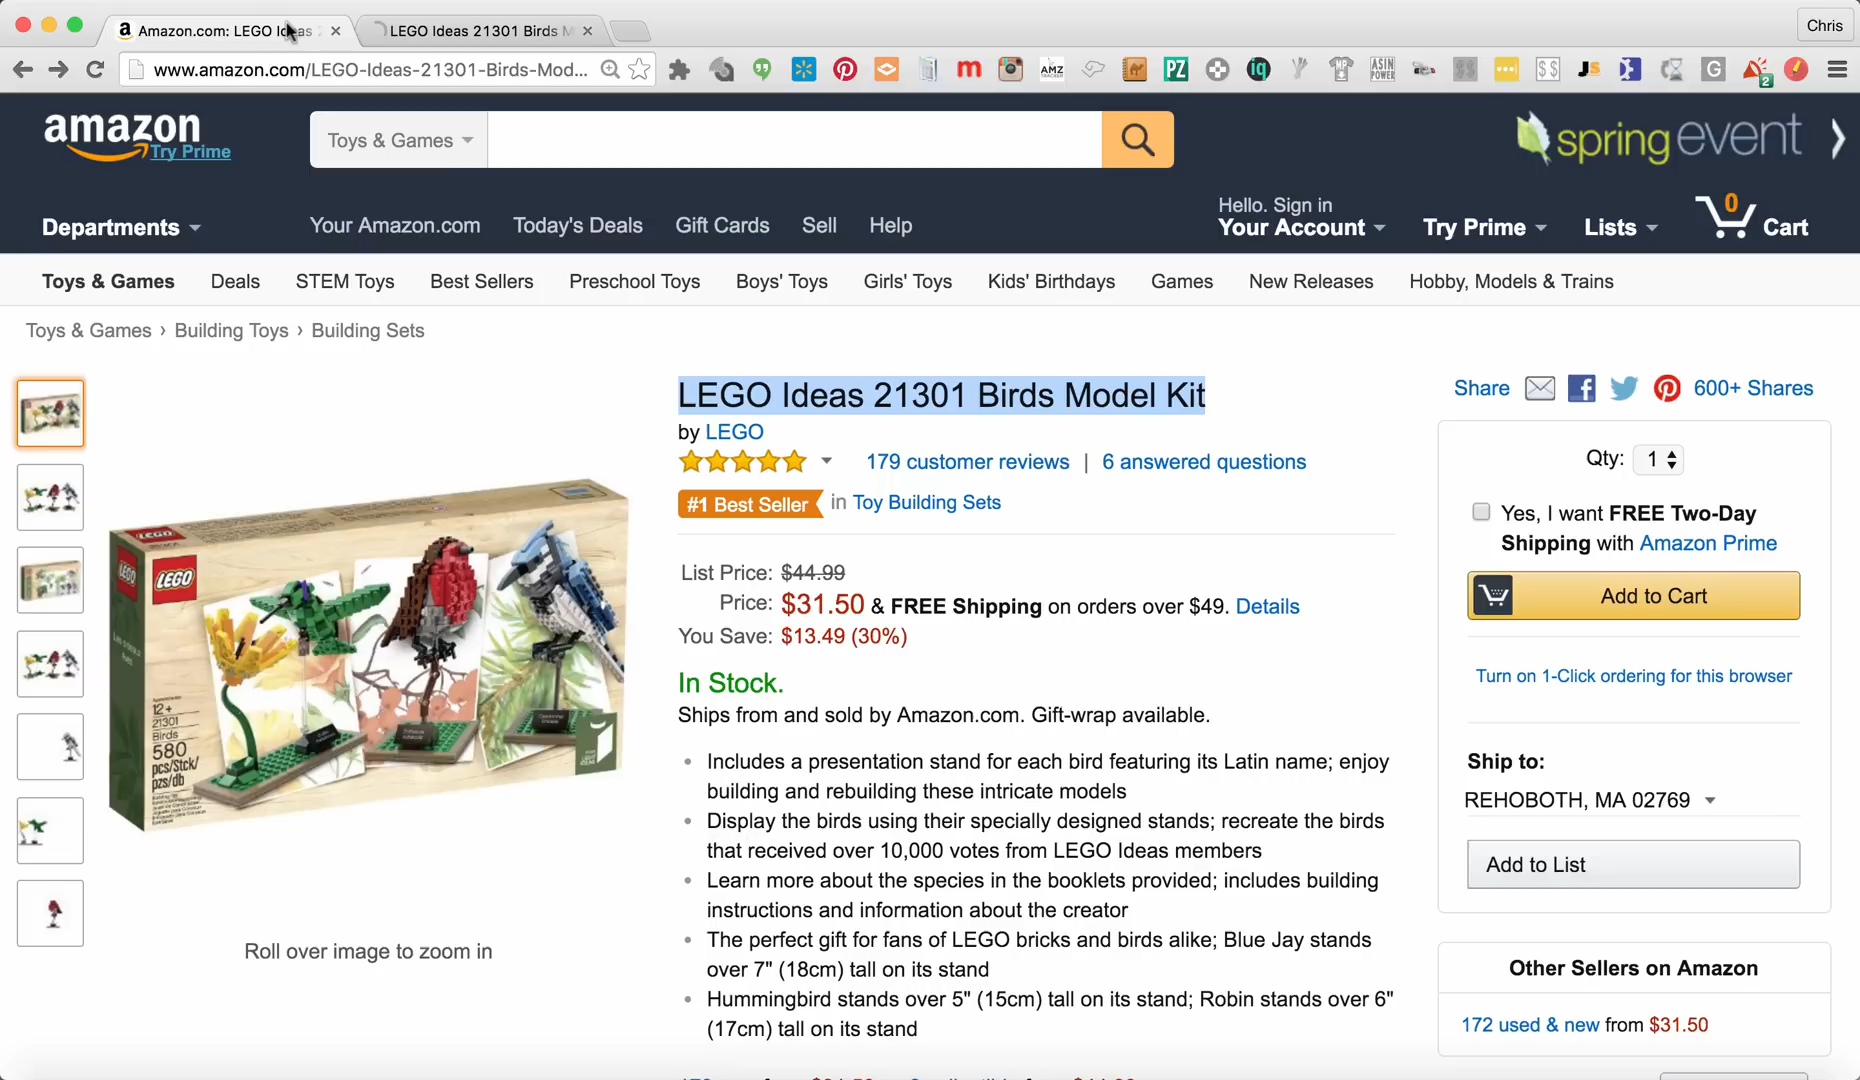 Amazon.com: LEGO Ideas 2
LEGO Ideas 21301 Birds M
Chris
www.amazon.com/LEGO-Ideas-21301-Birds-Mod...
m
AMZ
TRACKER
PZ
iq
ASIN
POWER
$$
JS
G
2
amazon
Try Prime
Toys & Games
spring event
Departments
Your Amazon.com
Today's Deals
Gift Cards
Sell
Help
Hello. Sign in
Your Account
Try Prime
Lists
0
Cart
Toys & Games
Deals
STEM Toys
Best Sellers
Preschool Toys
Boys' Toys
Girls' Toys
Kids' Birthdays
Games
New Releases
Hobby, Models & Trains
Toys & Games › Building Toys › Building Sets
LEGO Ideas 21301 Birds Model Kit
by LEGO
179 customer reviews | 6 answered questions
#1 Best Seller in Toy Building Sets
List Price: $44.99
Price: $31.50 & FREE Shipping on orders over $49. Details
You Save: $13.49 (30%)
In Stock.
Ships from and sold by Amazon.com. Gift-wrap available.
• Includes a presentation stand for each bird featuring its Latin name; enjoy
building and rebuilding these intricate models
• Display the birds using their specially designed stands; recreate the birds
that received over 10,000 votes from LEGO Ideas members
• Learn more about the species in the booklets provided; includes building
instructions and information about the creator
• The perfect gift for fans of LEGO bricks and birds alike; Blue Jay stands
over 7" (18cm) tall on its stand
• Hummingbird stands over 5" (15cm) tall on its stand; Robin stands over 6"
(17cm) tall on its stand
LEGO
LEGO
LEGO
12+
21301
Birds
580
pcs/Stck/
pzs/db
Roll over image to zoom in
Share
600+ Shares
Qty: 1
Yes, I want FREE Two-Day
Shipping with Amazon Prime
Add to Cart
Turn on 1-Click ordering for this browser
Ship to:
REHOBOTH, MA 02769
Add to List
Other Sellers on Amazon
172 used & new from $31.50